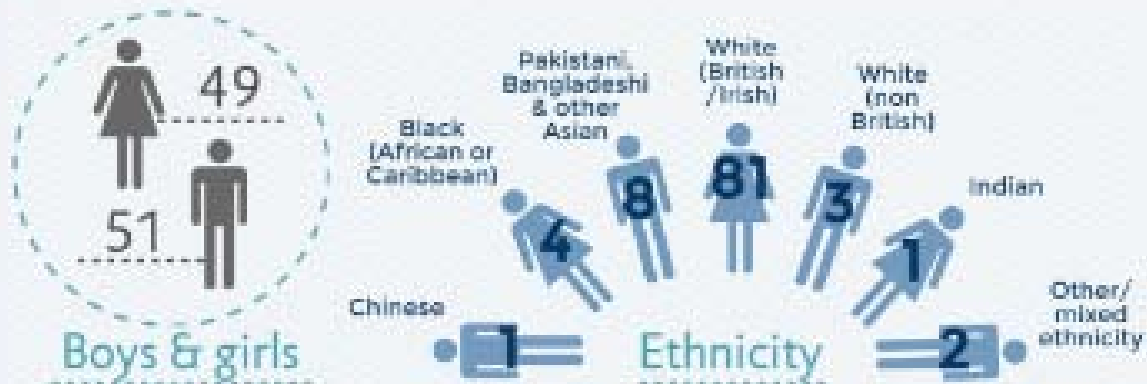 49
51
Boys & girls
Chinese
1
Black
(African or
Caribbean)
4
Pakistani,
Bangladeshi
& other
Asian
8
White
(British
/Irish)
81
White
(non
British)
3
Indian
1
Other/
mixed
ethnicity
2
Ethnicity